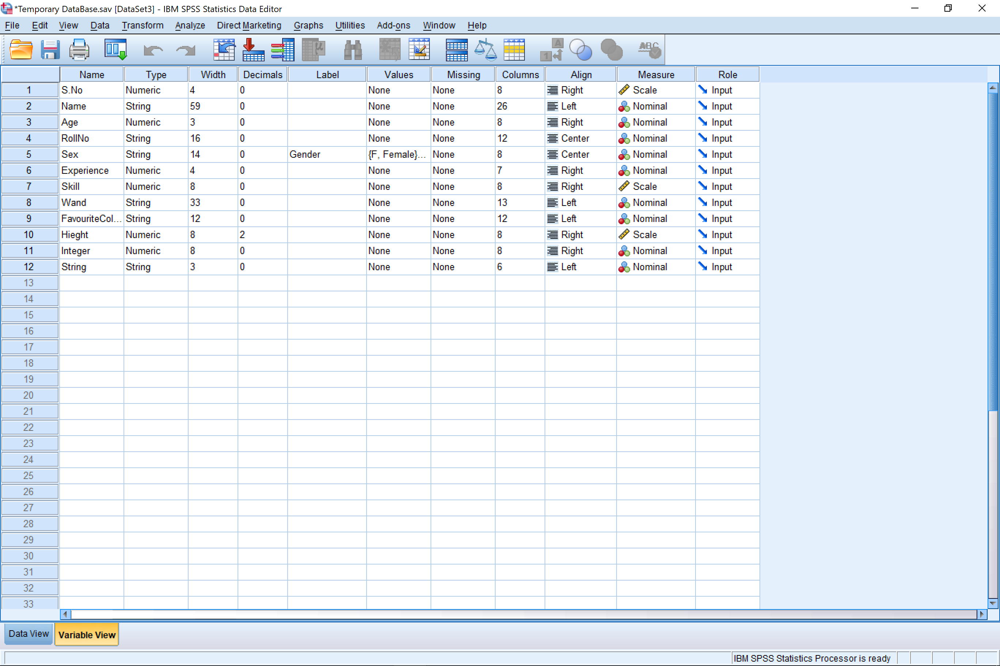 *Temporary DataBase.sav [DataSet3] - IBM SPSS Statistics Data Editor
File Edit View Data Transform Analyze Direct Marketing Graphs Utilities Add-ons Window Help
Name Type Width Decimals Label Values Missing Columns Align Measure Role
1 S.No Numeric 4 0 None None 8 Right Scale Input
2 Name String 59 0 None None 26 Left Nominal Input
3 Age Numeric 3 0 None None 8 Right Nominal Input
4 RollNo String 16 0 None None 12 Center Nominal Input
5 Sex String 14 0 Gender {F, Female}... None 8 Center Nominal Input
6 Experience Numeric 4 0 None None 7 Right Nominal Input
7 Skill Numeric 8 0 None None 8 Right Scale Input
8 Wand String 33 0 None None 13 Left Nominal Input
9 FavouriteCol... String 12 0 None None 12 Left Nominal Input
10 Hieght Numeric 8 2 None None 8 Right Scale Input
11 Integer Numeric 8 0 None None 8 Right Nominal Input
12 String String 3 0 None None 6 Left Nominal Input
13
14
15
16
17
18
19
20
21
22
23
24
25
26
27
28
29
30
31
32
33
Data View Variable View
IBM SPSS Statistics Processor is ready